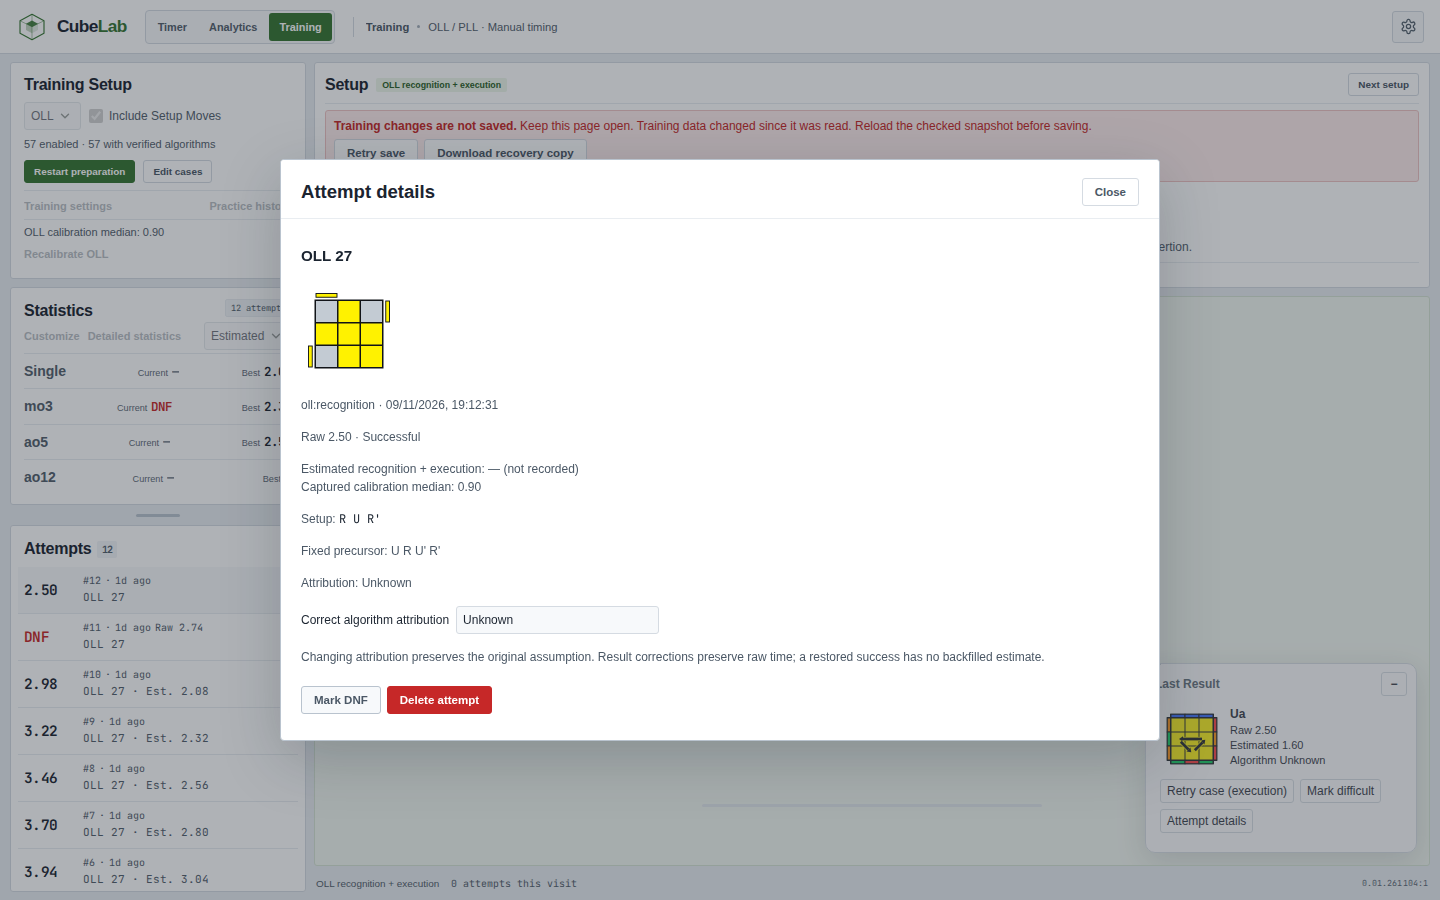 CubeLab
Timer Analytics Training
Training • OLL / PLL · Manual timing
Training Setup
OLL
Include Setup Moves
57 enabled · 57 with verified algorithms
Restart preparation
Edit cases
Training settings
Practice
OLL calibration median: 0.90
Recalibrate OLL
Statistics
12
Customize Detailed statistics
Estimated
Single Current – Best
mo3 Current DNF Best
ao5 Current – Best
ao12 Current – Best
Attempts 12
2.50
#12 · 1d ago
OLL 27
DNF
#11 · 1d ago Raw 2.74
OLL 27
2.98
#10 · 1d ago
OLL 27 · Est. 2.08
3.22
#9 · 1d ago
OLL 27 · Est. 2.32
3.46
#8 · 1d ago
OLL 27 · Est. 2.56
3.70
#7 · 1d ago
OLL 27 · Est. 2.80
3.94
#6 · 1d ago
OLL 27 · Est. 3.04
Setup
OLL recognition + execution
Next setup
Training changes are not saved. Keep this page open. Training data changed since it was read. Reload the checked snapshot before saving.
Retry save
Download recovery copy
Attempt details
Close
OLL 27
oll:recognition · 09/11/2026, 19:12:31
Raw 2.50 · Successful
Estimated recognition + execution: — (not recorded)
Captured calibration median: 0.90
Setup: R U R'
Fixed precursor: U R U' R'
Attribution: Unknown
Correct algorithm attribution
Unknown
Changing attribution preserves the original assumption. Result corrections preserve raw time; a restored success has no backfilled estimate.
Mark DNF
Delete attempt
Last Result
–
Ua
Raw 2.50
Estimated 1.60
Algorithm Unknown
Retry case (execution)
Mark difficult
Attempt details
OLL recognition + execution
0 attempts this visit
0.01.261104:1